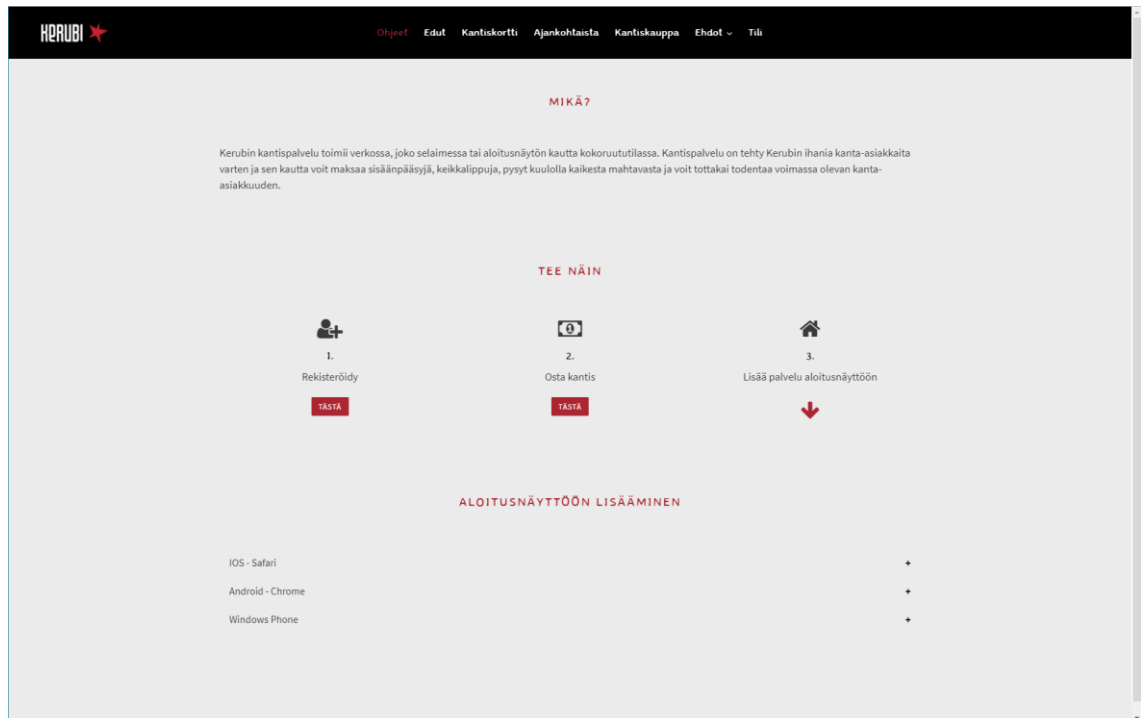 KERUBI
Ohjeet Edut Kantiskortti Ajankohtaista Kantiskauppa Ehdot Tili
MIKÄ?
Kerubin kantispalvelu toimii verkossa, joko selaimessa tai aloitusnäytön kautta kokoruututilassa. Kantispalvelu on tehty Kerubin ihania kanta-asiakkaita
varten ja sen kautta voit maksaa sisäänpääsyjä, keikkalippuja, pysyt kuulolla kaikesta mahtavasta ja voit tottakai todentaa voimassa olevan kanta-
asiakkuuden.
TEE NÄIN
1. 2. 3.
Rekisteröidy Osta kantis Lisää palvelu aloitusnäyttöön
TÄSTÄ TÄSTÄ
ALOITUSNÄYTTÖÖN LISÄÄMINEN
IOS - Safari +
Android - Chrome +
Windows Phone +